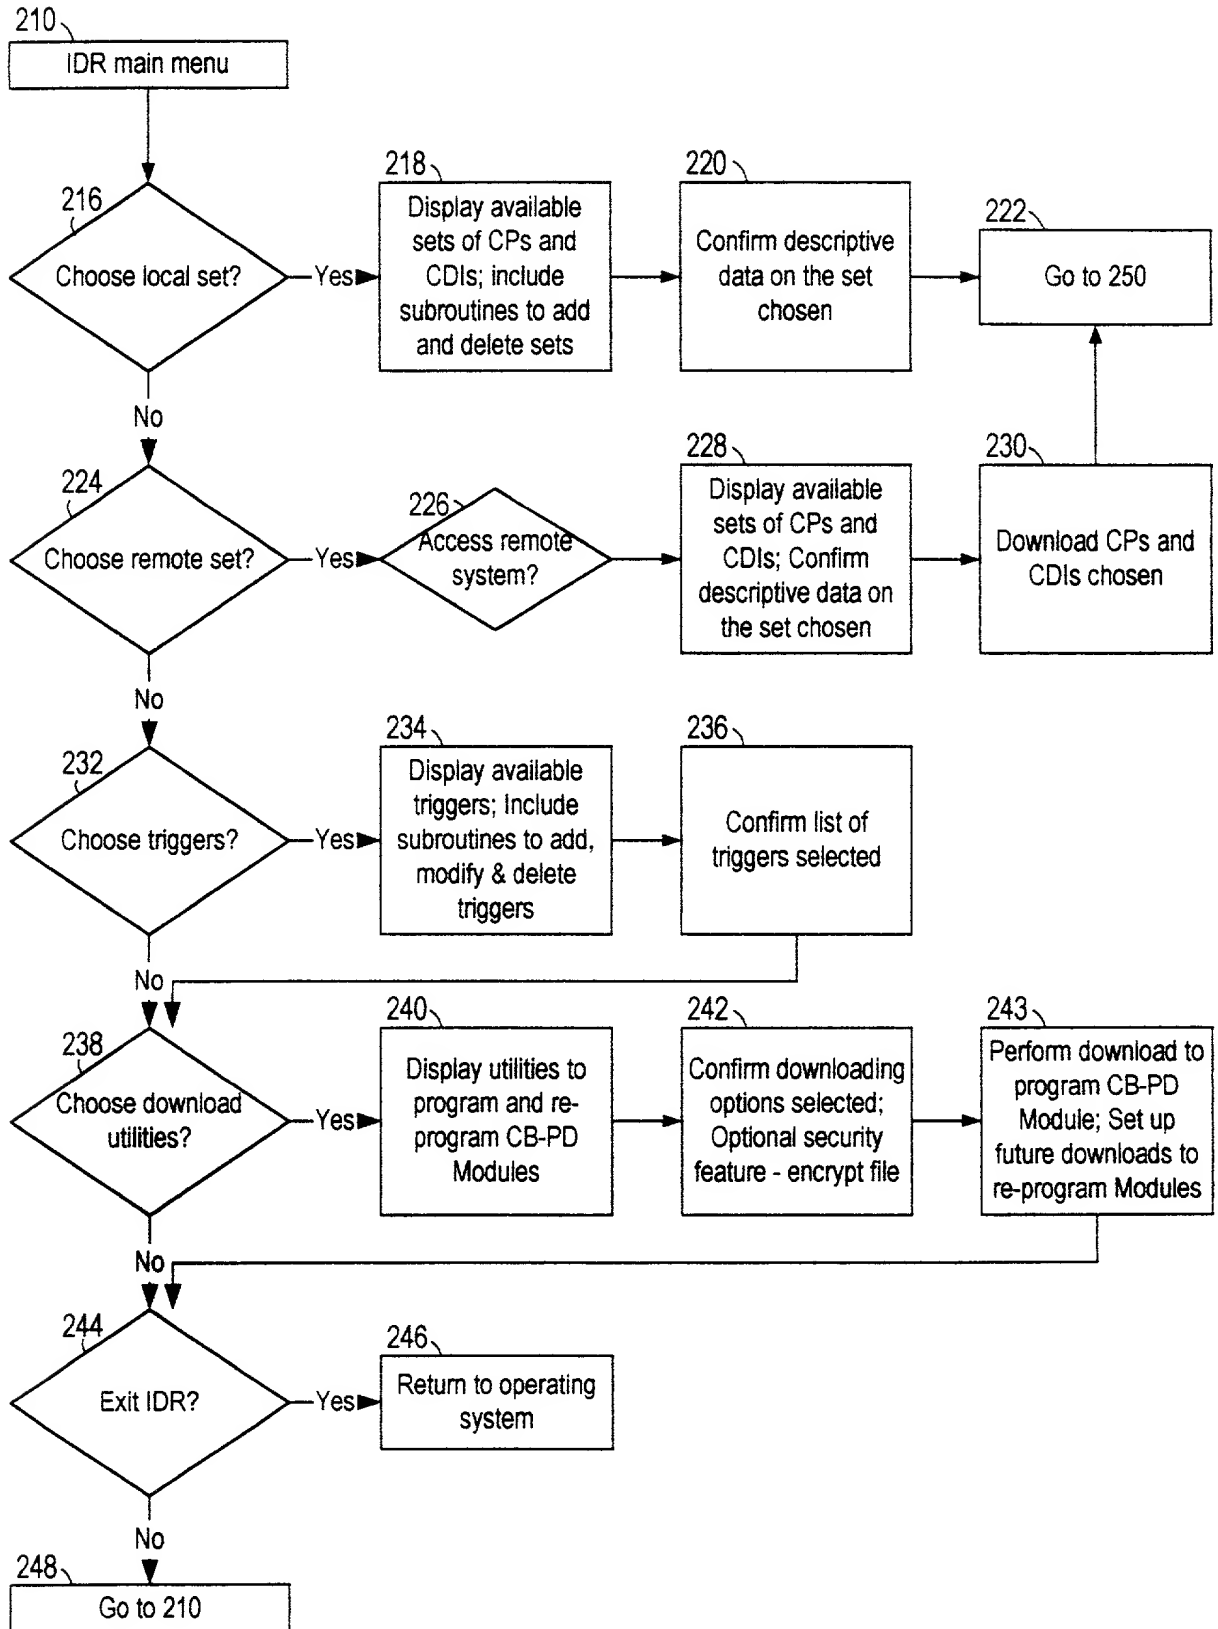 210
IDR main menu
216
Choose local set?
Yes
218
Display available
sets of CPs and
CDIs; include
subroutines to add
and delete sets
220
Confirm descriptive
data on the set
chosen
222
Go to 250
No
224
Choose remote set?
Yes
226
Access remote
system?
228
Display available
sets of CPs and
CDIs; Confirm
descriptive data on
the set chosen
230
Download CPs and
CDIs chosen
No
232
Choose triggers?
Yes
234
Display available
triggers; Include
subroutines to add,
modify & delete
triggers
236
Confirm list of
triggers selected
No
238
Choose download
utilities?
Yes
240
Display utilities to
program and re-
program CB-PD
Modules
242
Confirm downloading
options selected;
Optional security
feature - encrypt file
243
Perform download to
program CB-PD
Module; Set up
future downloads to
re-program Modules
No
244
Exit IDR?
Yes
246
Return to operating
system
No
248
Go to 210